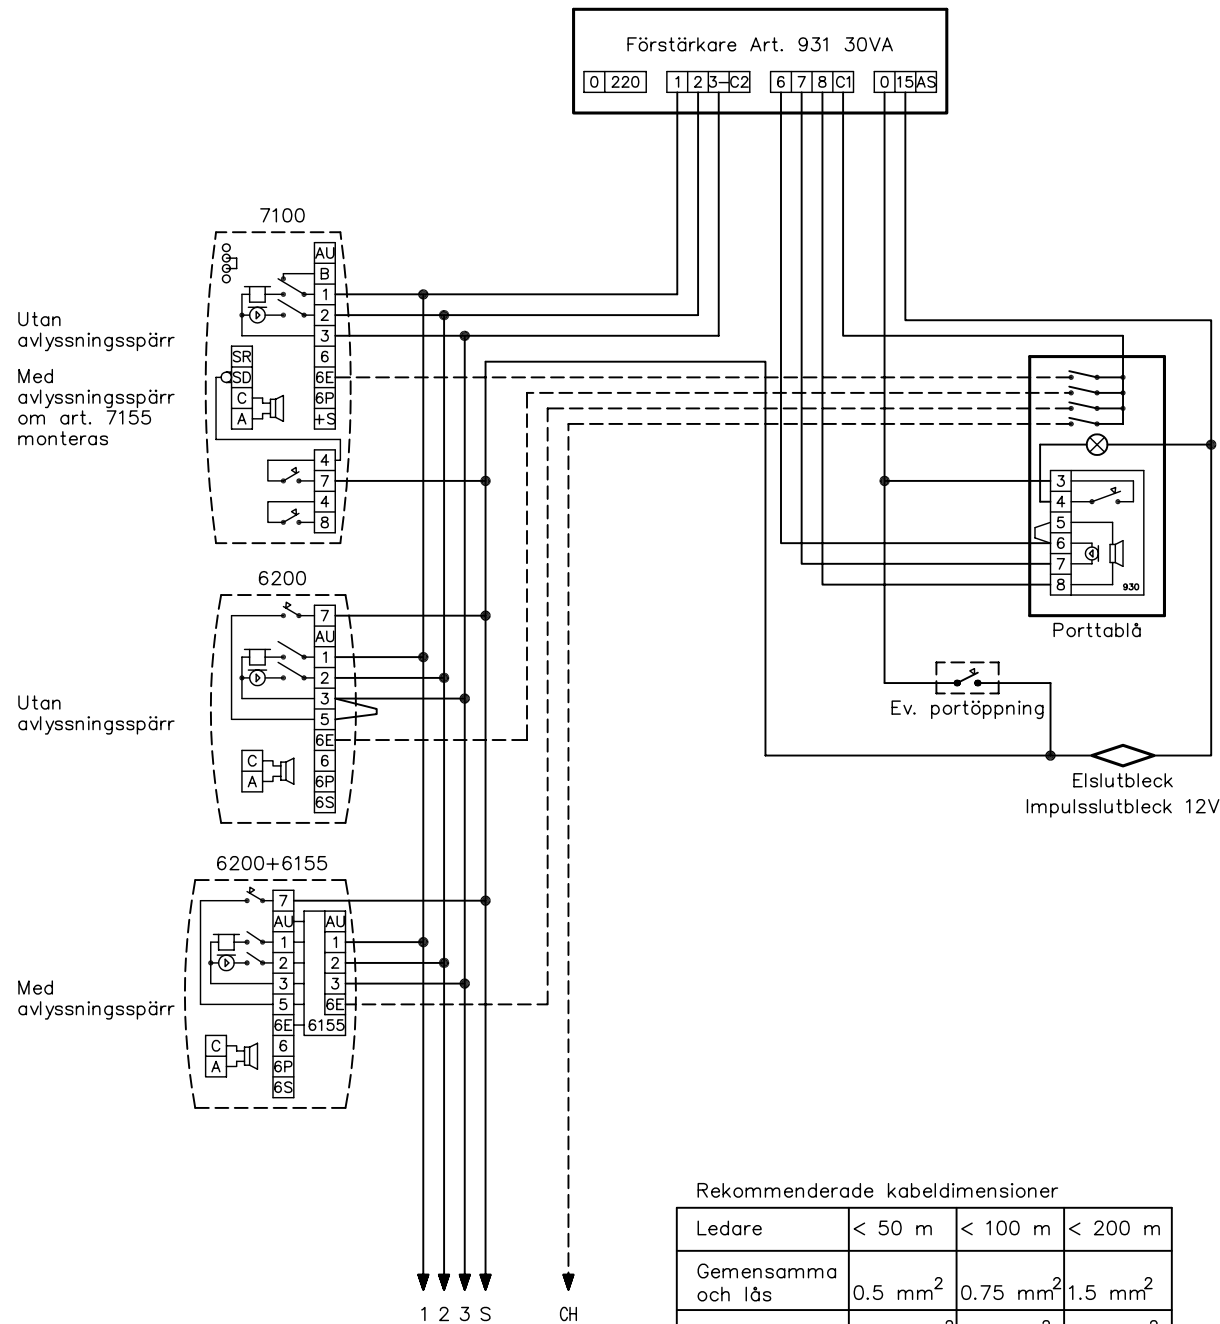 Förstärkare Art. 931 30VA
0 220 1 2 3-C2 6 7 8 C1 0 15 AS
7100
AU
B
1
2
3
6
6E
6P
+S
SR
SD
C
A
4
7
4
8
Utan
avlyssningsspärr
Med
avlyssningsspärr
om art. 7155
monteras
3
4
5
6
7
8
930
Porttablå
6200
7
AU
1
2
3
5
6E
6
6P
6S
C
A
Utan
avlyssningsspärr
Ev. portöppning
Elslutbleck
Impulsslutbleck 12V
6200+6155
7
AU
1
2
3
5
6E
6
6P
6S
AU
1
2
3
6E
6155
C
A
Med
avlyssningsspärr
1 2 3 S CH
Rekommenderade kabeldimensioner
Ledare < 50 m < 100 m < 200 m
Gemensamma
och lås 0.5 mm² 0.75 mm² 1.5 mm²
2 2 2